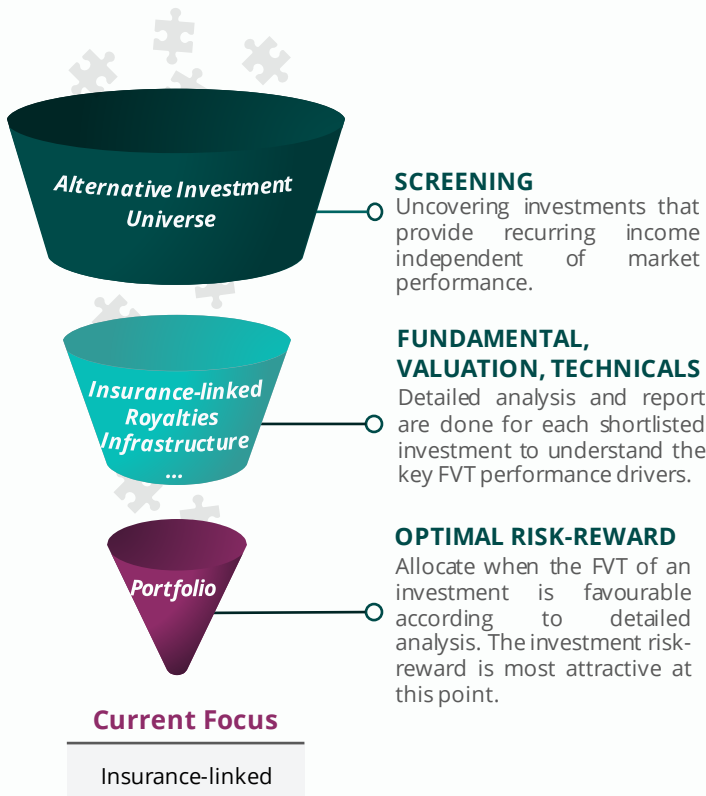 Alternative Investment
Universe
SCREENING
Uncovering investments that
provide recurring income
independent of market
performance.
Insurance-linked
Royalties
Infrastructure
...
FUNDAMENTAL,
VALUATION, TECHNICALS
Detailed analysis and report
are done for each shortlisted
investment to understand the
key FVT performance drivers.
Portfolio
OPTIMAL RISK-REWARD
Allocate when the FVT of an
investment is favourable
according to detailed
analysis. The investment risk-
reward is most attractive at
this point.
Current Focus
Insurance-linked